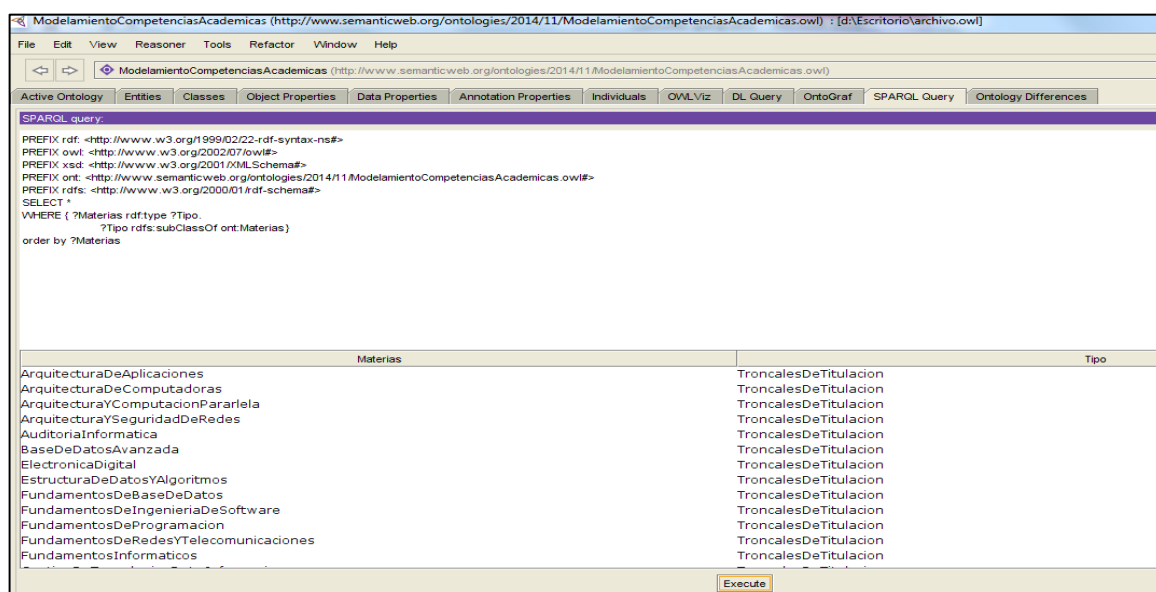 ModelamientoCompetenciasAcademicas (http://www.semanticweb.org/ontologies/2014/11/ModelamientoCompetenciasAcademicas.owl) : [d:\Escritorio\archivo.owl]
File Edit View Reasoner Tools Refactor Window Help
ModelamientoCompetenciasAcademicas (http://www.semanticweb.org/ontologies/2014/11/ModelamientoCompetenciasAcademicas.owl)
Active Ontology Entities Classes Object Properties Data Properties Annotation Properties Individuals OWLViz DL Query OntoGraf SPARQL Query Ontology Differences
SPARQL query:
PREFIX rdf: <http://www.w3.org/1999/02/22-rdf-syntax-ns#>
PREFIX owl: <http://www.w3.org/2002/07/owl#>
PREFIX xsd: <http://www.w3.org/2001/XMLSchema#>
PREFIX ont: <http://www.semanticweb.org/ontologies/2014/11/ModelamientoCompetenciasAcademicas.owl#>
PREFIX rdfs: <http://www.w3.org/2000/01/rdf-schema#>
SELECT *
WHERE { ?Materias rdf:type ?Tipo.
?Tipo rdfs:subClassOf ont:Materias}
order by ?Materias
Materias Tipo
ArquitecturaDeAplicaciones TroncalesDeTitulacion
ArquitecturaDeComputadoras TroncalesDeTitulacion
ArquitecturaYComputacionPararlela TroncalesDeTitulacion
ArquitecturaYSeguridadDeRedes TroncalesDeTitulacion
AuditoriaInformatica TroncalesDeTitulacion
BaseDeDatosAvanzada TroncalesDeTitulacion
ElectronicaDigital TroncalesDeTitulacion
EstructuraDeDatosYAlgoritmos TroncalesDeTitulacion
FundamentosDeBaseDeDatos TroncalesDeTitulacion
FundamentosDeIngenieriaDeSoftware TroncalesDeTitulacion
FundamentosDeProgramacion TroncalesDeTitulacion
FundamentosDeRedesYTelecomunicaciones TroncalesDeTitulacion
FundamentosInformaticos TroncalesDeTitulacion
Execute